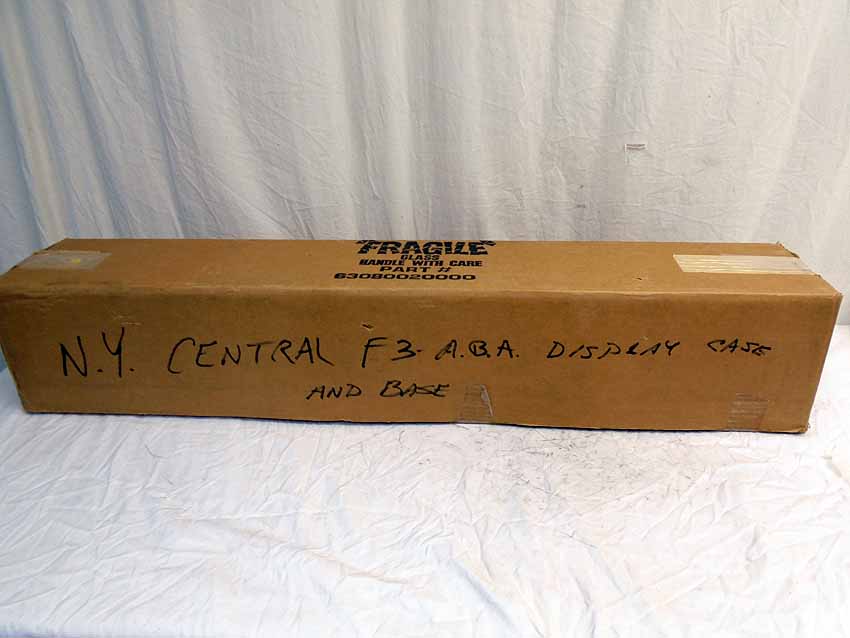 "FRAGILE"
GLASS
HANDLE WITH CARE
PART #
63080020000
N.Y. CENTRAL F3- A.B.A. DISPLAY CASE
AND BASE